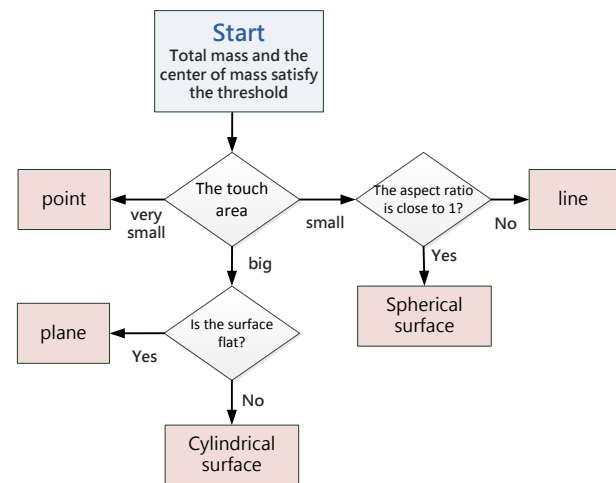 Start
Total mass and the
center of mass satisfy
the threshold
point
very
small
The touch
area
small
The aspect ratio
is close to 1?
No
line
Yes
Spherical
surface
big
plane
Yes
Is the surface
flat?
No
Cylindrical
surface